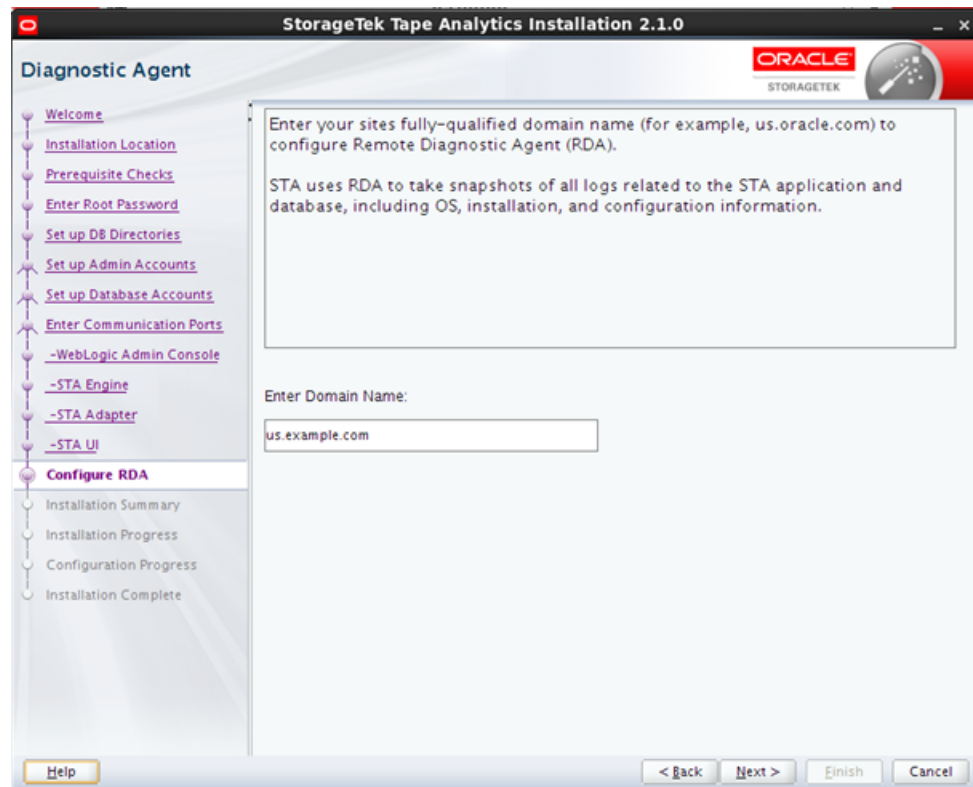 StorageTek Tape Analytics Installation 2.1.0
Diagnostic Agent
ORACLE
STORAGETEK
Welcome
Installation Location
Prerequisite Checks
Enter Root Password
Set up DB Directories
Set up Admin Accounts
Set up Database Accounts
Enter Communication Ports
-WebLogic Admin Console
-STA Engine
-STA Adapter
-STA UI
Configure RDA
Installation Summary
Installation Progress
Configuration Progress
Installation Complete
Enter your sites fully-qualified domain name (for example, us.oracle.com) to
configure Remote Diagnostic Agent (RDA).
STA uses RDA to take snapshots of all logs related to the STA application and
database, including OS, installation, and configuration information.
Enter Domain Name:
us.example.com
Help
< Back
Next >
Finish
Cancel